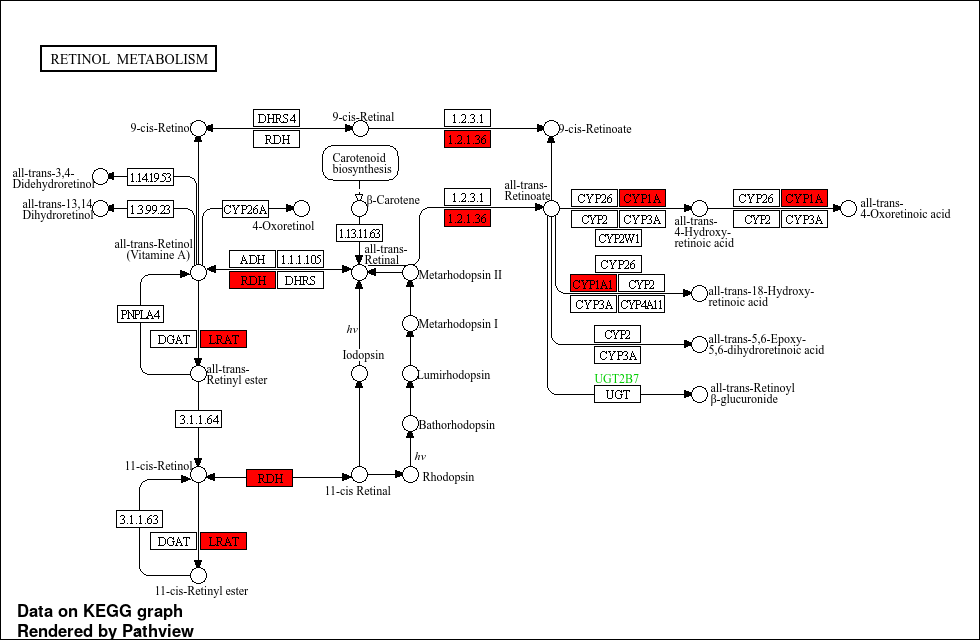 RETINOL METABOLISM
9-cis-Retino
DHRS4
RDH
9-cis-Retinal
1.2.3.1
1.2.1.36
9-cis-Retinoate
Carotenoid
biosynthesis
all-trans-3,4-
Didehydroretinol
1.14.19.53
all-trans-13,14
Dihydroretinol
1.3.99.23
CYP26A
4-Oxoretinol
β-Carotene
1.13.11.63
all-trans-
Retinal
1.2.3.1
1.2.1.36
all-trans-
Retinoate
CYP26
CYP1A
CYP2
CYP3A
CYP2W1
all-trans-
4-Hydroxy-
retinoic acid
CYP26
CYP1A
CYP2
CYP3A
all-trans-
4-Oxoretinoic acid
all-trans-Retinol
(Vitamine A)
ADH
1.1.1.105
RDH
DHRS
Metarhodopsin II
CYP26
CYP1A1
CYP2
CYP3A
CYP4A11
all-trans-18-Hydroxy-
retinoic acid
PNPLA4
DGAT
LRAT
hv
Metarhodopsin I
CYP2
CYP3A
all-trans-5,6-Epoxy-
5,6-dihydroretinoic acid
Iodopsin
all-trans-
Retinyl ester
Lumirhodopsin
UGT2B7
UGT
all-trans-Retinoyl
β-glucuronide
3.1.1.64
Bathorhodopsin
hv
11-cis-Retinol
RDH
11-cis Retinal
Rhodopsin
3.1.1.63
DGAT
LRAT
11-cis-Retinyl ester
Data on KEGG graph
Rendered by Pathview